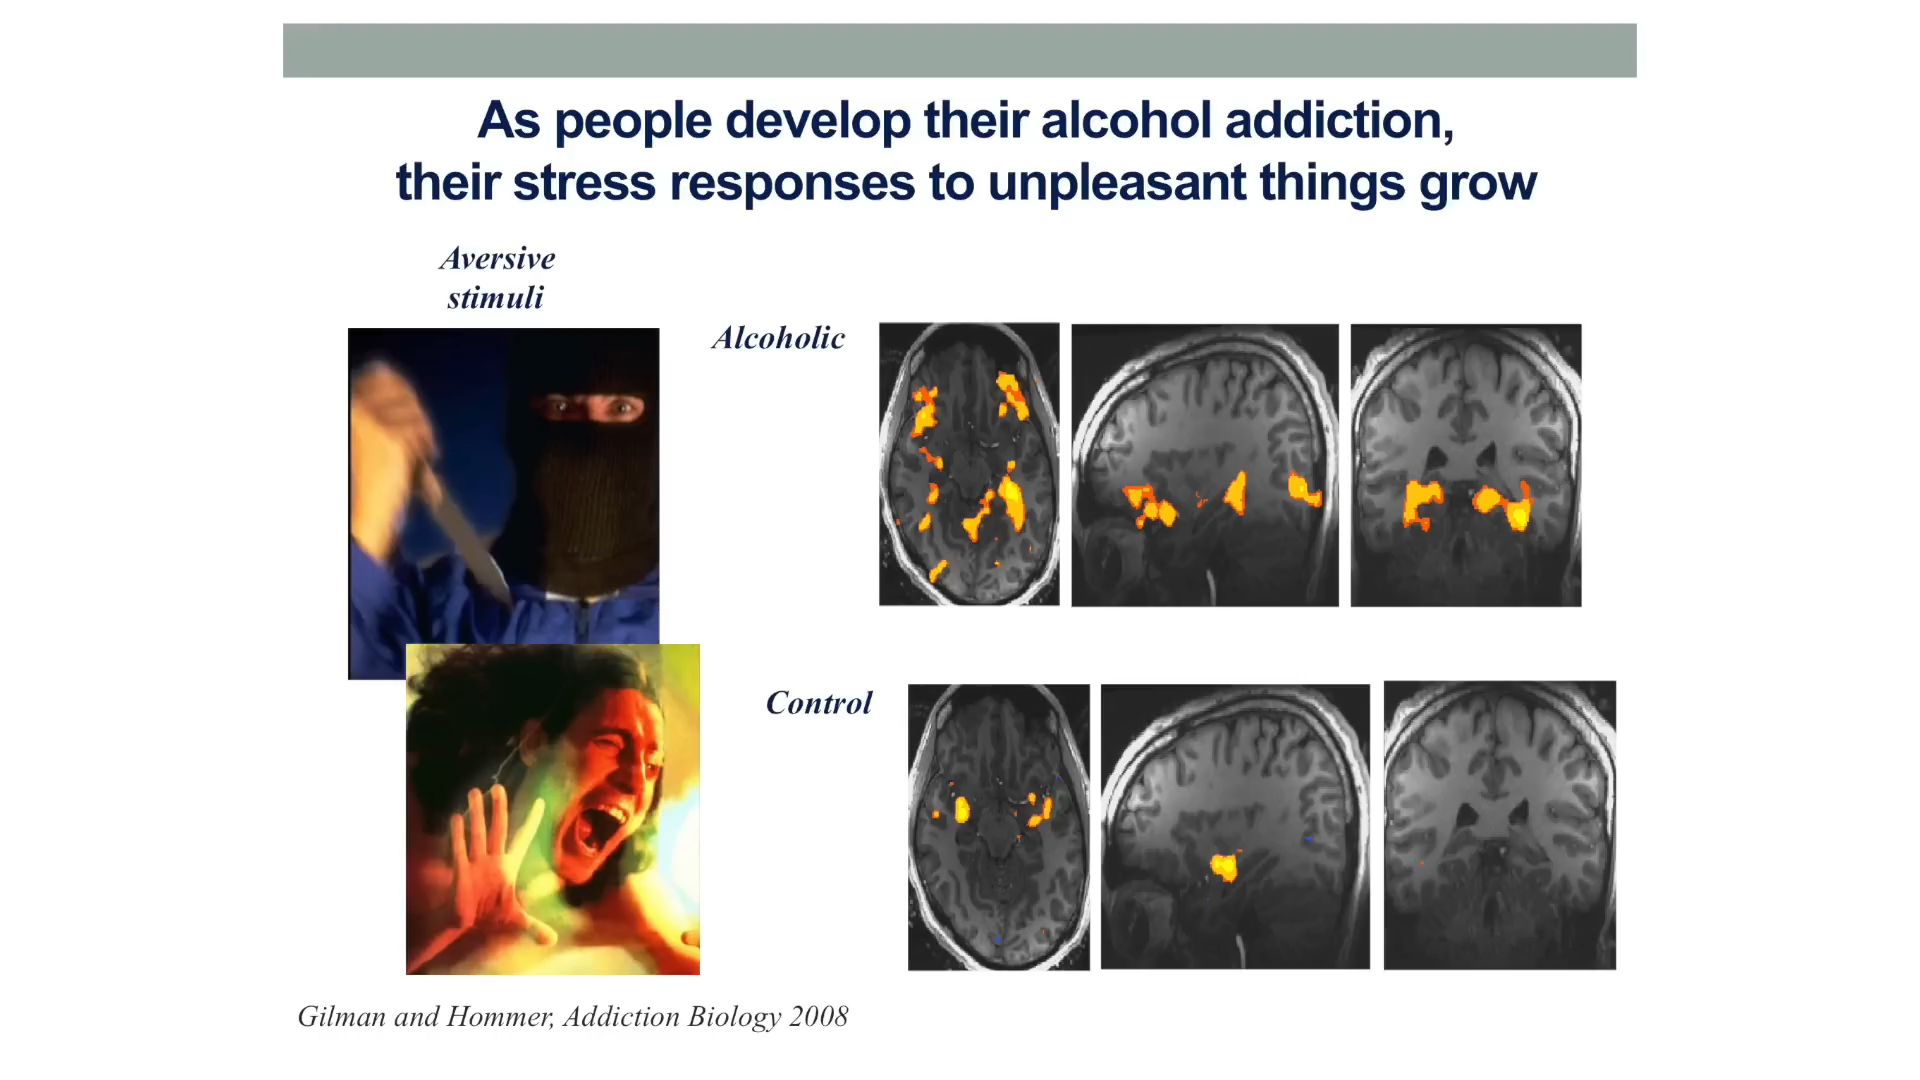 As people develop their alcohol addiction,
their stress responses to unpleasant things grow
Aversive
stimuli
Alcoholic
Control
Gilman and Hommer, Addiction Biology 2008